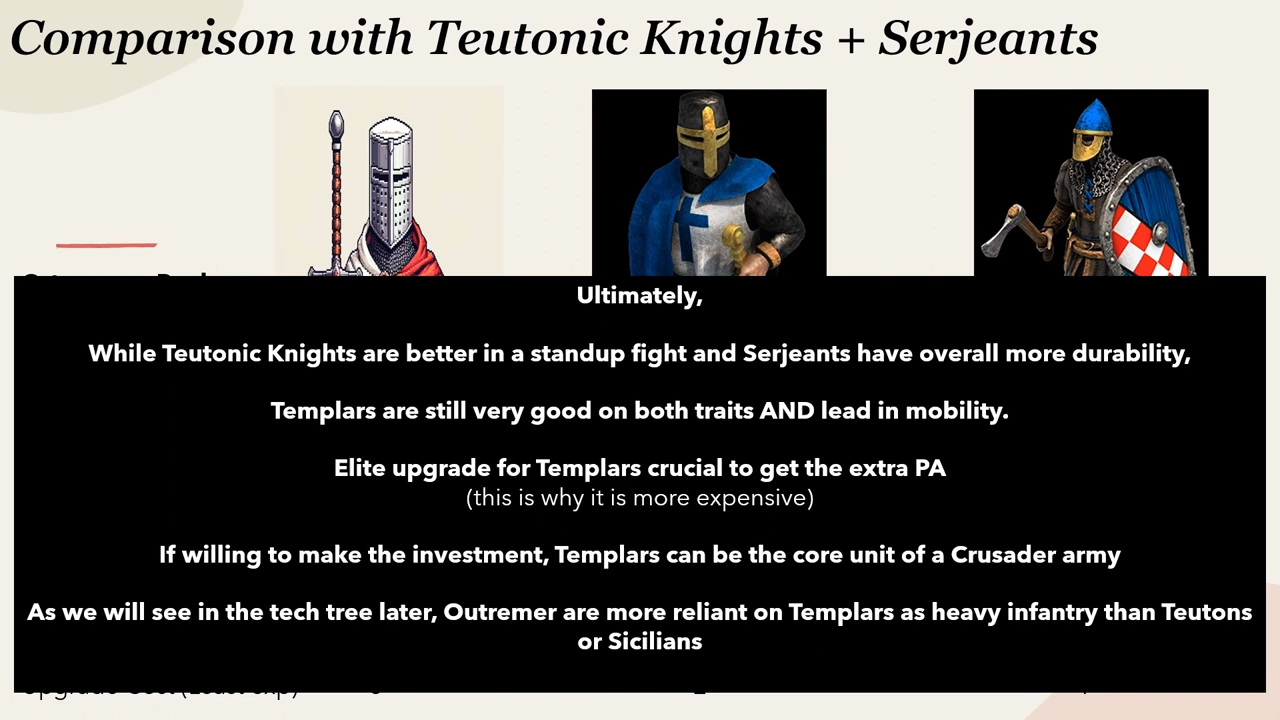 Comparison with Teutonic Knights + Serjeants
Ultimately,
While Teutonic Knights are better in a standup fight and Serjeants have overall more durability,
Templars are still very good on both traits AND lead in mobility.
Elite upgrade for Templars crucial to get the extra PA
(this is why it is more expensive)
If willing to make the investment, Templars can be the core unit of a Crusader army
As we will see in the tech tree later, Outremer are more reliant on Templars as heavy infantry than Teutons
or Sicilians